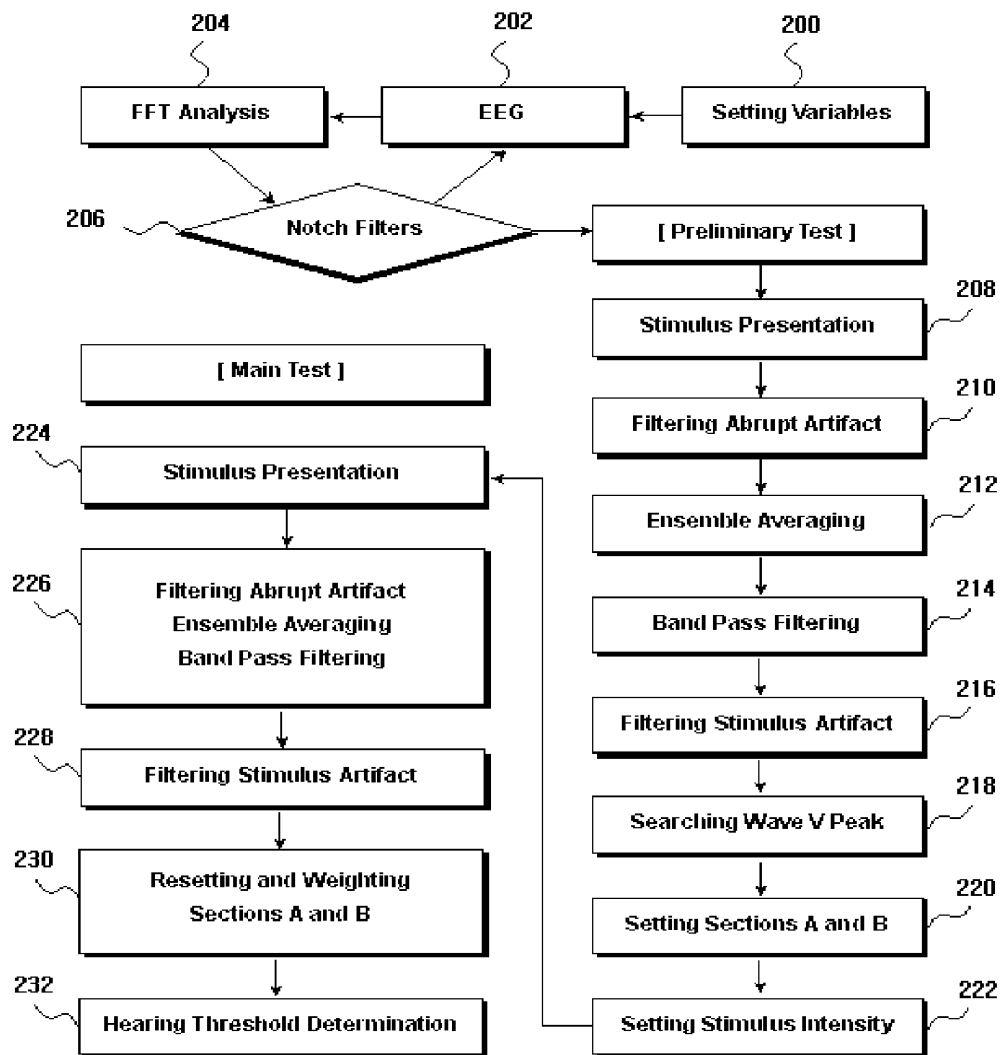 204
202
200
FFT Analysis
EEG
Setting Variables
206
Notch Filters
[ Preliminary Test ]
208
Stimulus Presentation
210
Filtering Abrupt Artifact
212
Ensemble Averaging
214
Band Pass Filtering
216
Filtering Stimulus Artifact
218
Searching Wave V Peak
220
Setting Sections A and B
222
Setting Stimulus Intensity
[ Main Test ]
224
Stimulus Presentation
226
Filtering Abrupt Artifact
Ensemble Averaging
Band Pass Filtering
228
Filtering Stimulus Artifact
230
Resetting and Weighting
Sections A and B
232
Hearing Threshold Determination